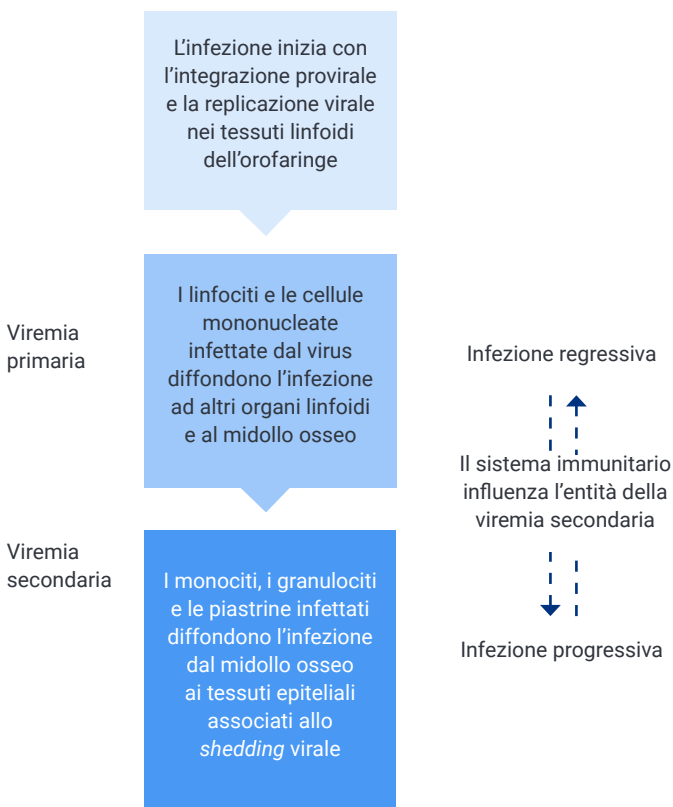 L'infezione inizia con
l'integrazione provirale
e la replicazione virale
nei tessuti linfoidi
dell'orofaringe
Viremia
primaria
I linfociti e le cellule
mononucleate
infettate dal virus
diffondono l'infezione
ad altri organi linfoidi
e al midollo osseo
Infezione regressiva
Il sistema immunitario
influenza l'entità della
viremia secondaria
Infezione progressiva
Viremia
secondaria
I monociti, i granulociti
e le piastrine infettati
diffondono l'infezione
dal midollo osseo
ai tessuti epiteliali
associati allo
shedding virale